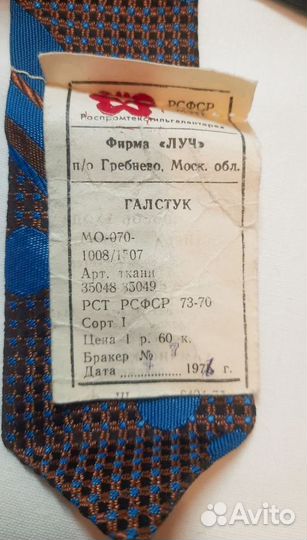 РСФСР
Роспромтекстильгалантерея
Фирма «ЛУЧ»
п/о Гребнево, Моск. обл.
ГАЛСТУК
МО-070-
1008/1507
Арт. ткани
35048 35049
РСТ РСФСР 73-70
Сорт I
Цена 1 р. 60 к.
Бракер № 7
Дата 197 г.
Avito